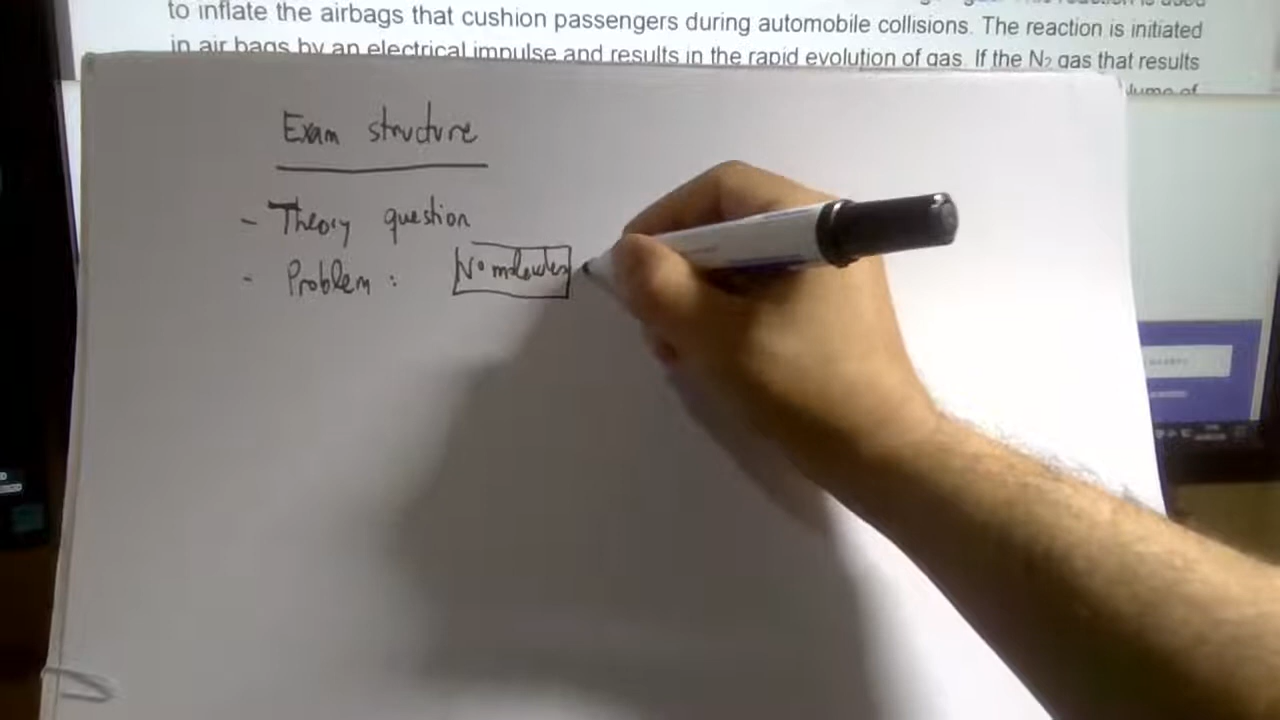 to inflate the airbags that cushion passengers during automobile collisions. The reaction is initiated
in air bags by an electrical impulse and results in the rapid evolution of gas. If the N₂ gas that results
lume of
Exam structure
- Theory question
- Problem : Nº molecules